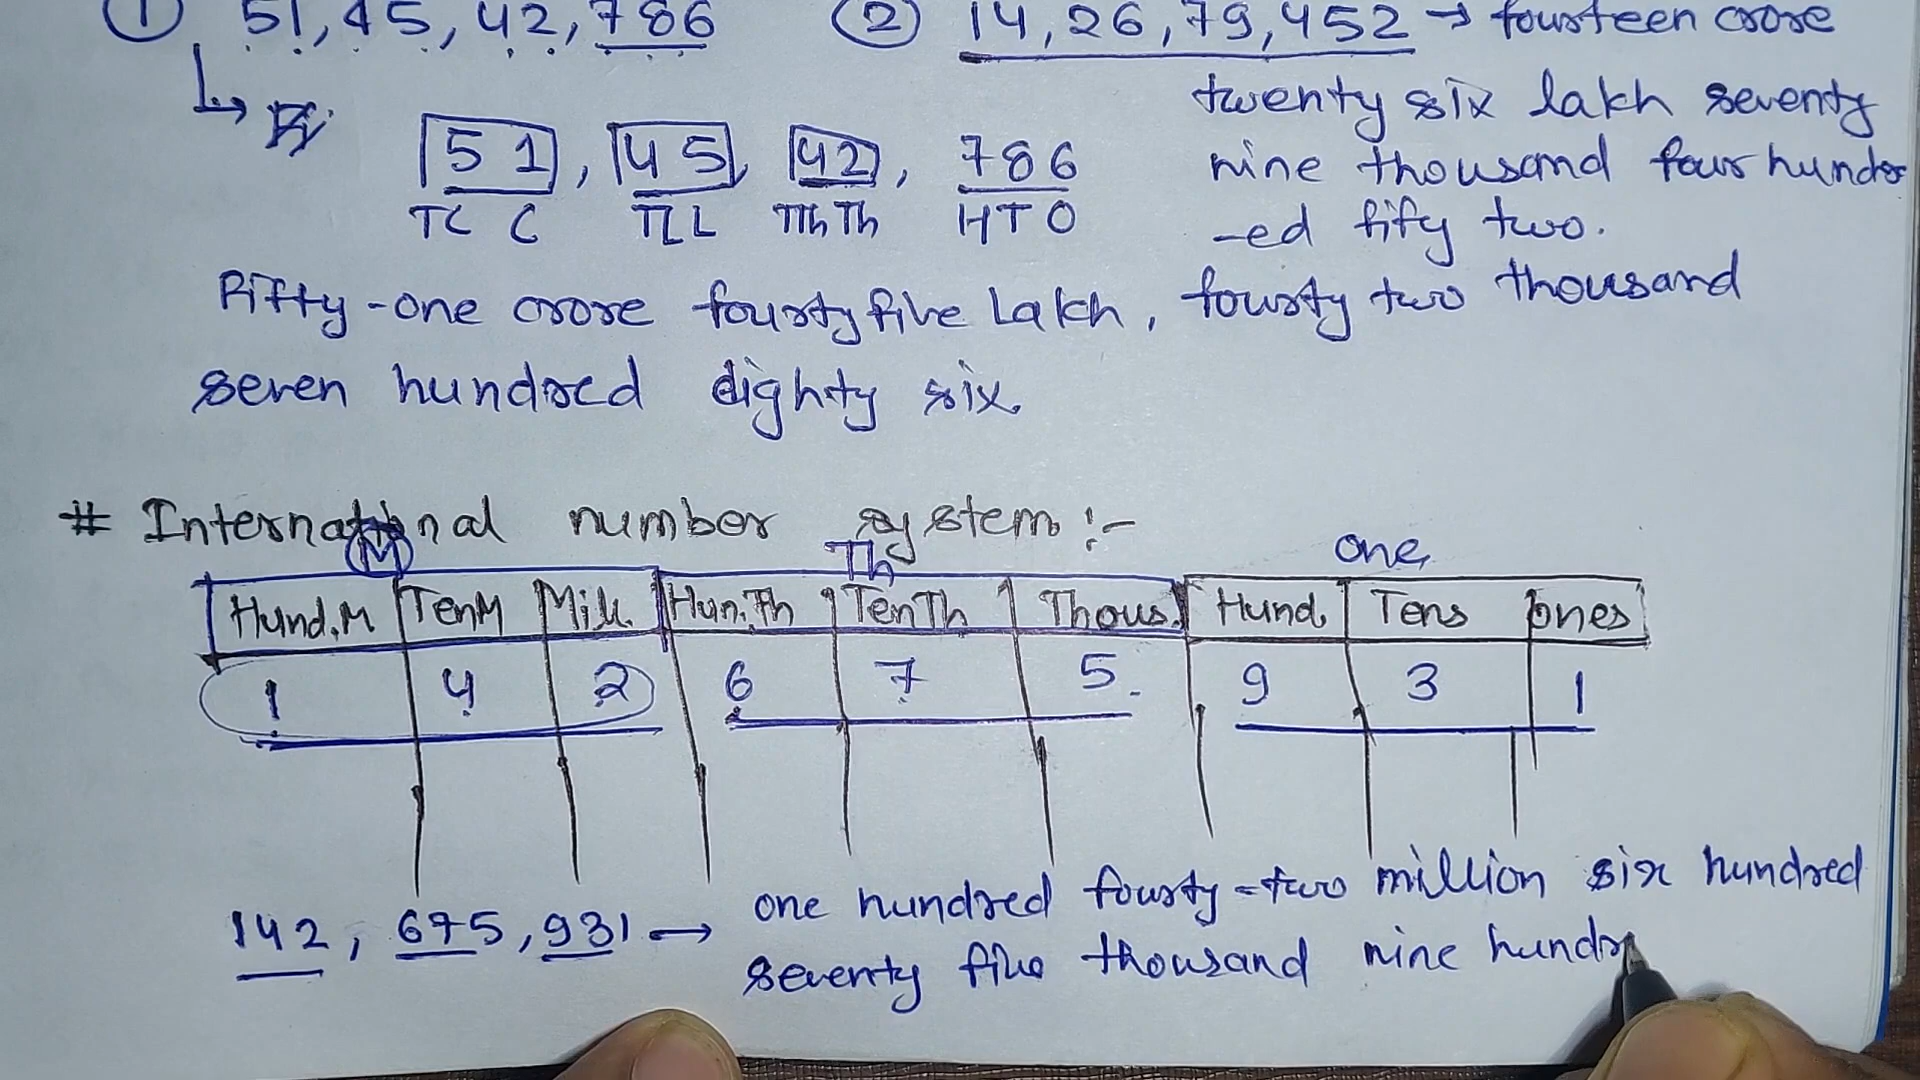 ① 51,45,42,786 ② 14,26,79,452 → fourteen crore
twenty six lakh seventy
nine thousand four hundr
-ed fify two.
51, 45, 42, 786
TC C TL L TTh Th H T O
Fifty-one crore fourty five Lakh, fourty two thousand
seven hundred eighty six.
# International number system :-
M Th one
Hund.M TenM Mill. Hun.Th TenTh Thous. Hund. Tens ones
1 4 2 6 7 5 9 3 1
142, 675, 931 → one hundred fourty-two million six hundred
seventy five thousand nine hundr